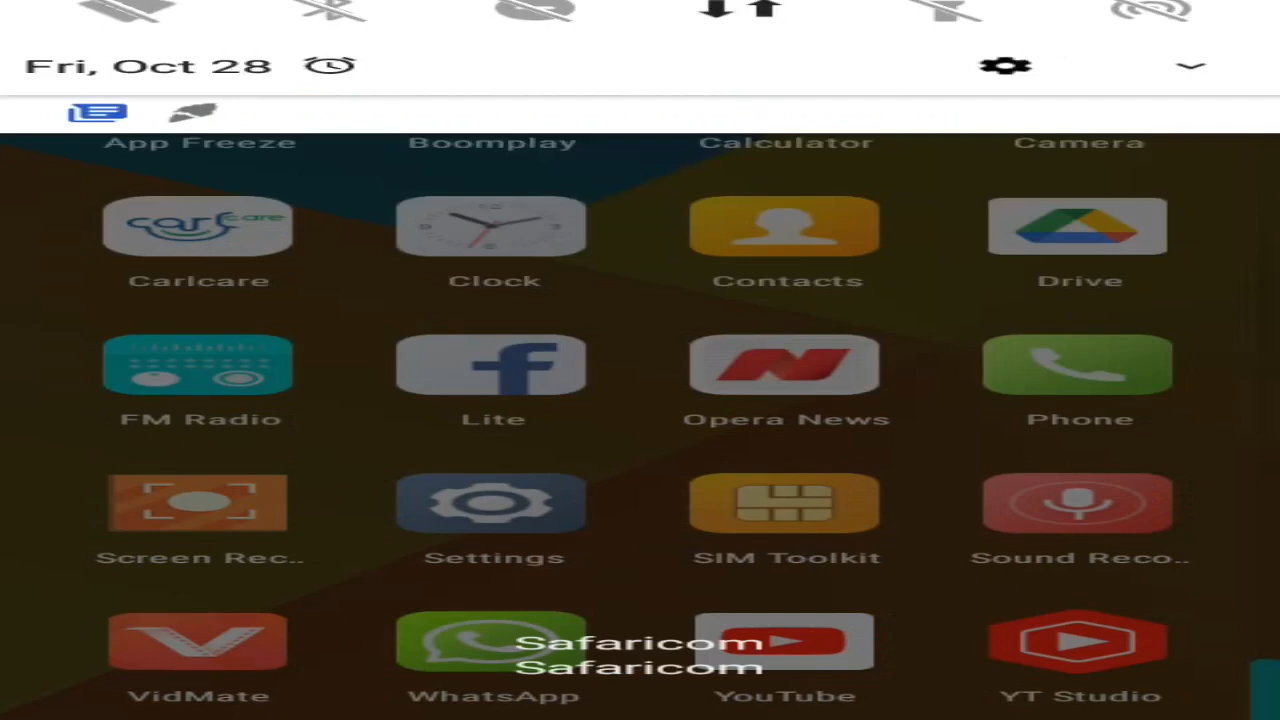 Fri, Oct 28
App Freeze Boomplay Calculator Camera
carlcare
Carlcare Clock Contacts Drive
FM Radio Lite Opera News Phone
Screen Rec.. Settings SIM Toolkit Sound Reco..
Safaricom
Safaricom
VidMate WhatsApp YouTube YT Studio